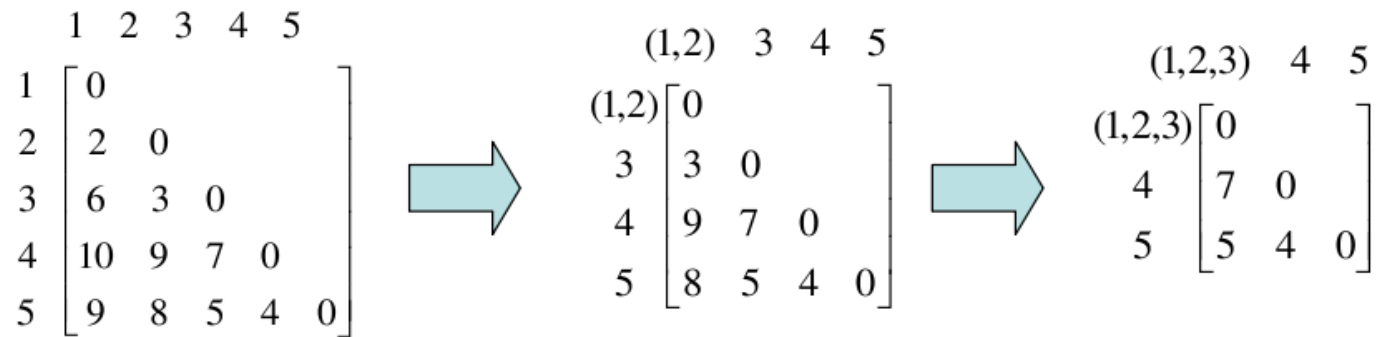 1 2 3 4 5
1 0
2 2 0
3 6 3 0
4 10 9 7 0
5 9 8 5 4 0
(1,2) 3 4 5
(1,2) 0
3 3 0
4 9 7 0
5 8 5 4 0
(1,2,3) 4 5
(1,2,3) 0
4 7 0
5 5 4 0